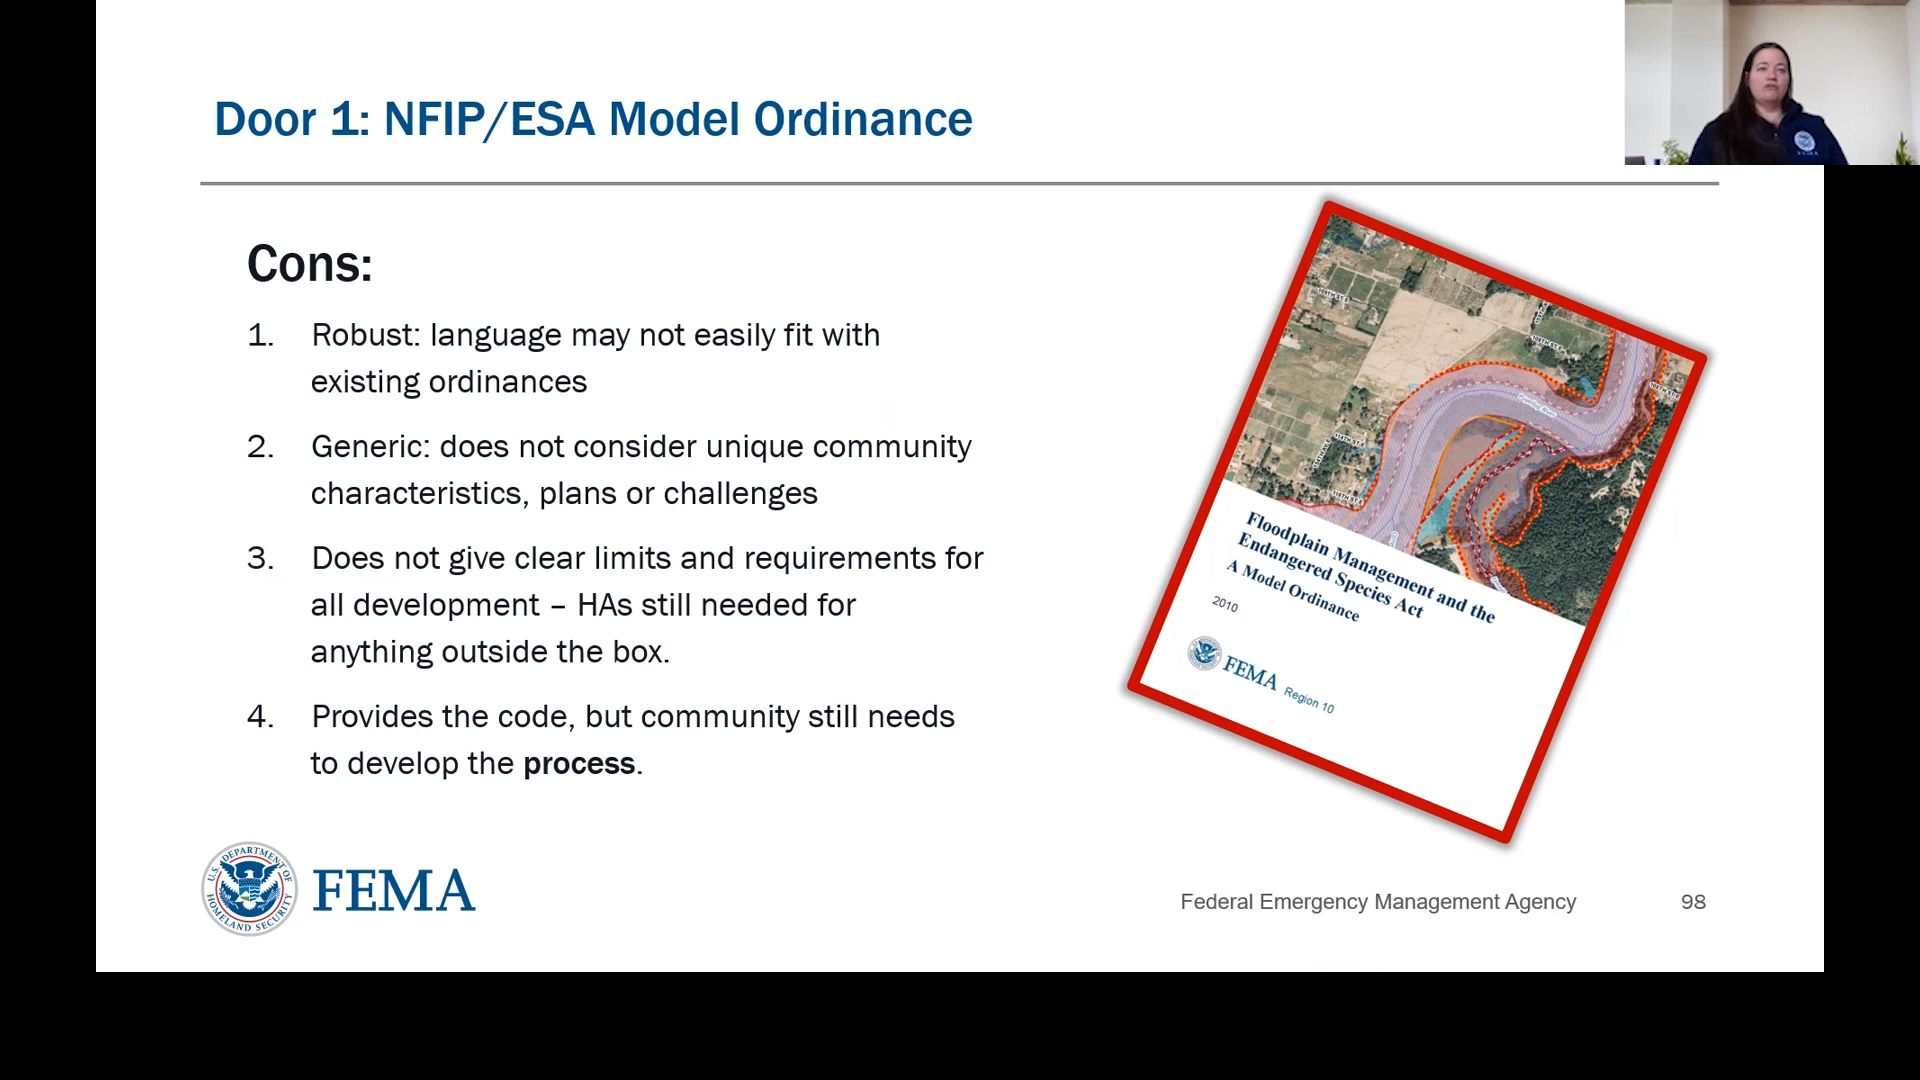 Door 1: NFIP/ESA Model Ordinance
Cons:
1. Robust: language may not easily fit with
existing ordinances
2. Generic: does not consider unique community
characteristics, plans or challenges
3. Does not give clear limits and requirements for
all development – HAs still needed for
anything outside the box.
4. Provides the code, but community still needs
to develop the process.
Floodplain Management and the
Endangered Species Act
A Model Ordinance
2010
FEMA Region 10
U.S. DEPARTMENT OF
HOMELAND SECURITY
FEMA
Federal Emergency Management Agency
98